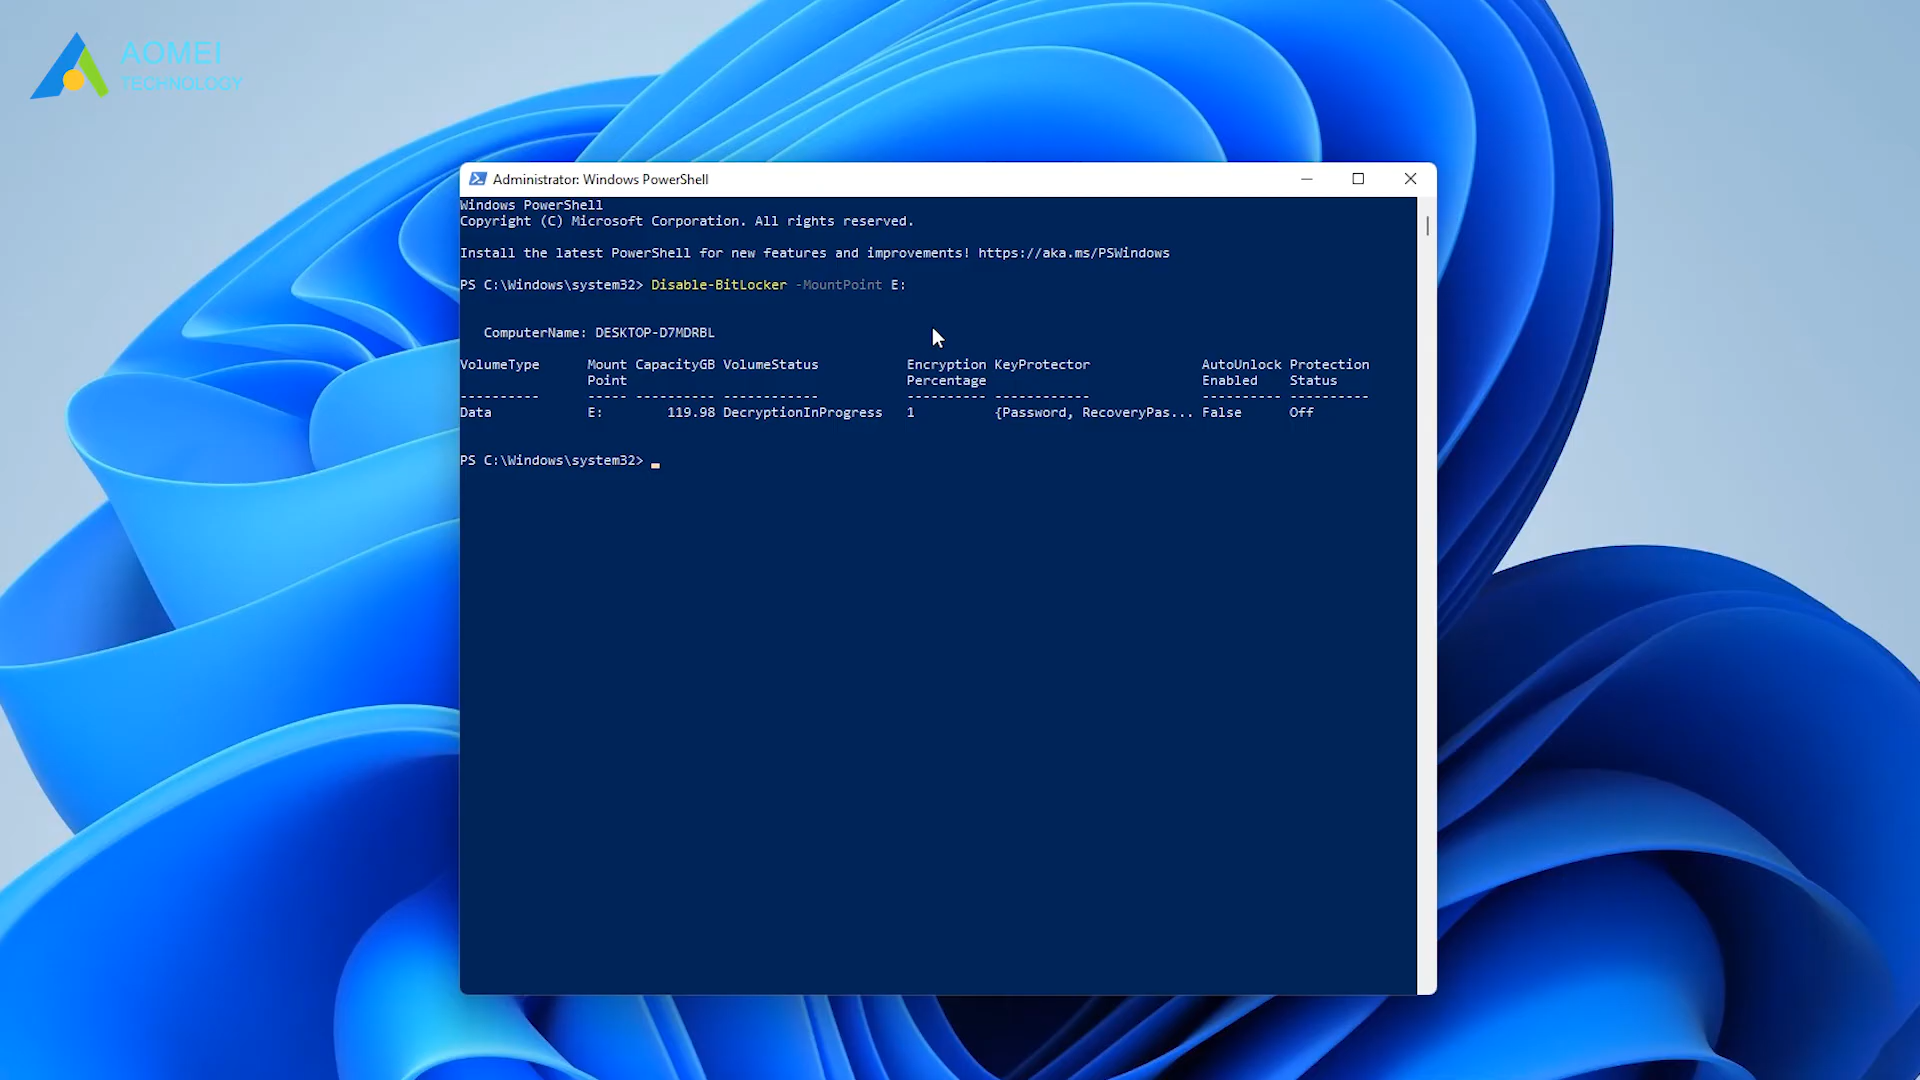 AOMEI
TECHNOLOGY
Administrator: Windows PowerShell
Windows PowerShell
Copyright (C) Microsoft Corporation. All rights reserved.
Install the latest PowerShell for new features and improvements! https://aka.ms/PSWindows
PS C:\Windows\system32> Disable-BitLocker -MountPoint E:
ComputerName: DESKTOP-D7MDRBL
VolumeType Mount CapacityGB VolumeStatus Encryption KeyProtector AutoUnlock Protection
Point Percentage Enabled Status
---------- ----- ---------- ------------ ---------- ------------ ---------- ----------
Data E: 119.98 DecryptionInProgress 1 {Password, RecoveryPas... False Off
PS C:\Windows\system32>